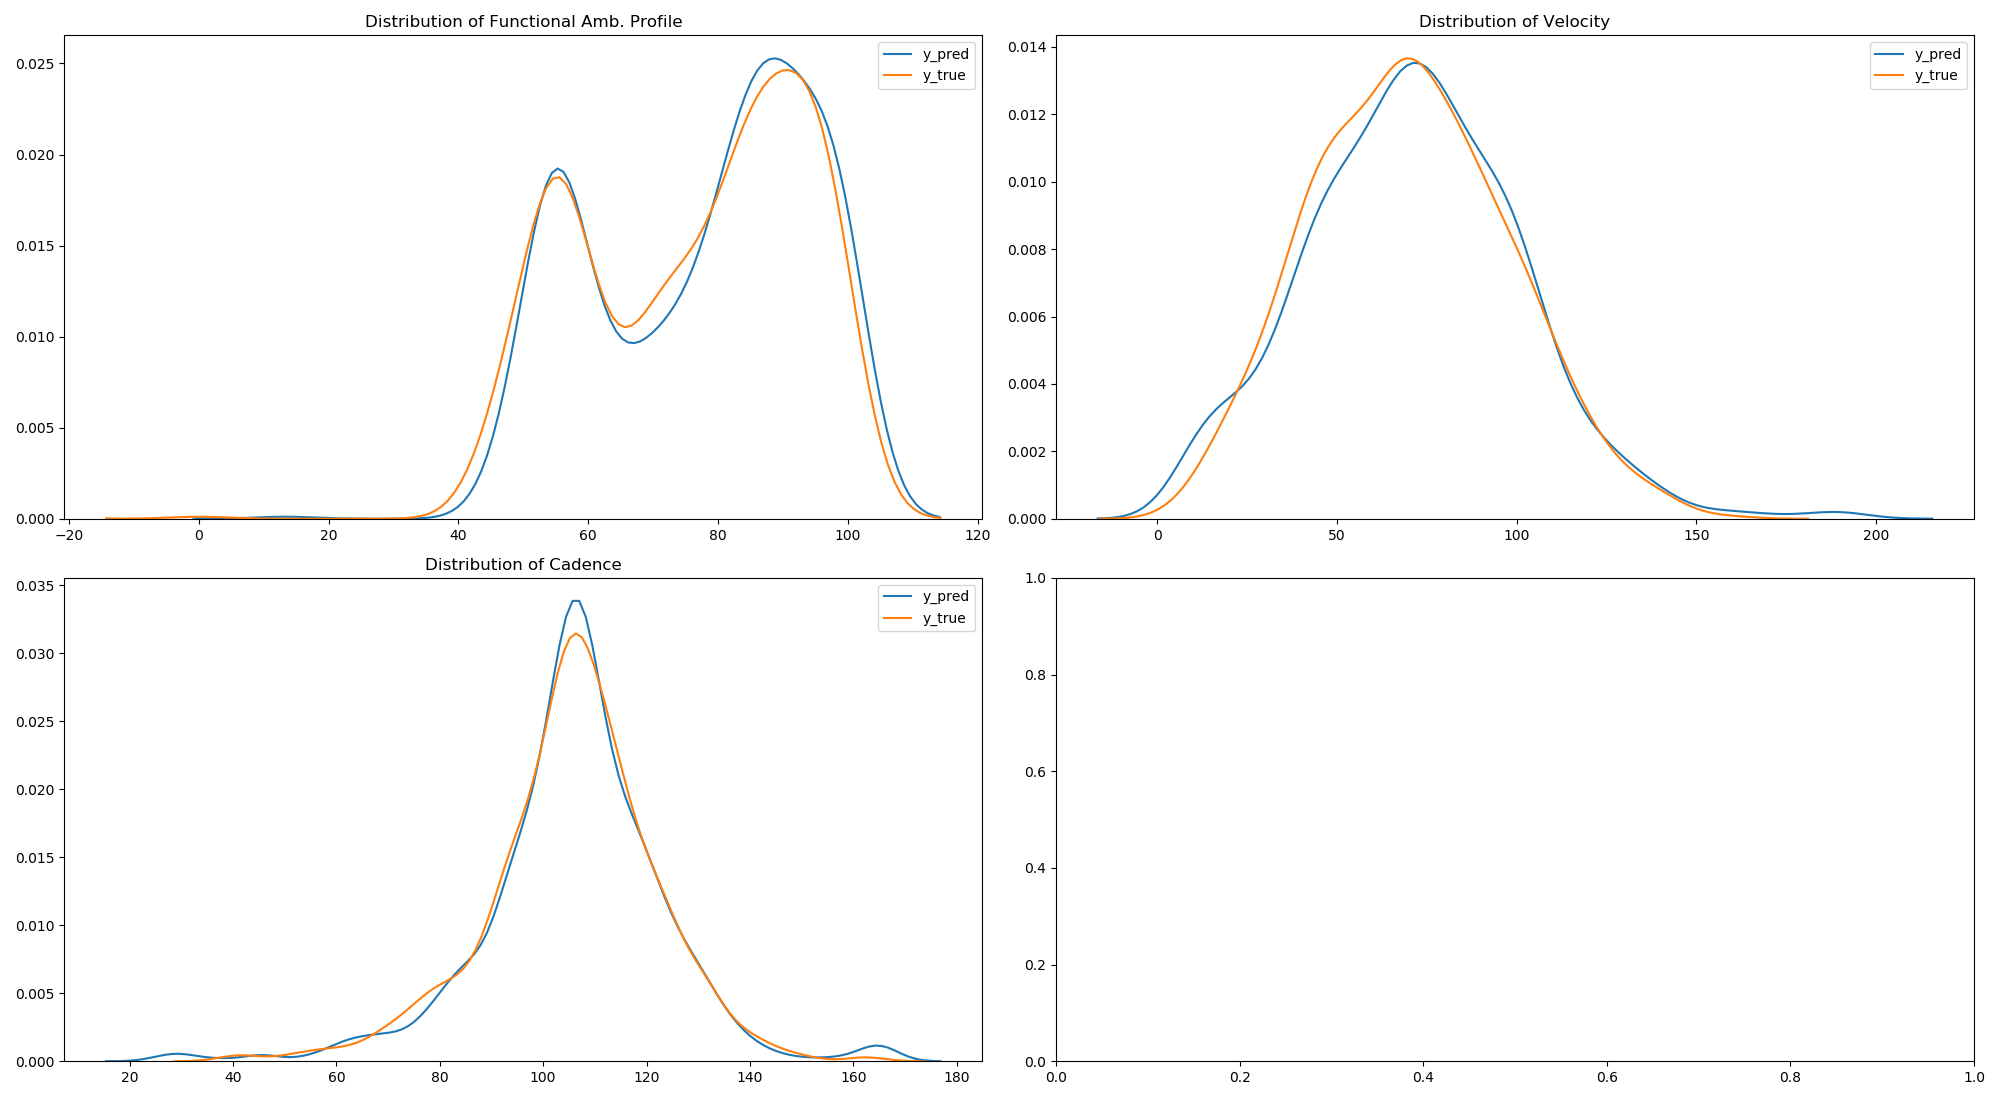 Distribution of Functional Amb. Profile
y_pred
y_true
0.025
0.020
0.015
0.010
0.005
0.000
−20 0 20 40 60 80 100 120
Distribution of Velocity
y_pred
y_true
0.014
0.012
0.010
0.008
0.006
0.004
0.002
0.000
0 50 100 150 200
Distribution of Cadence
y_pred
y_true
0.035
0.030
0.025
0.020
0.015
0.010
0.005
0.000
20 40 60 80 100 120 140 160 180
1.0
0.8
0.6
0.4
0.2
0.0
0.0 0.2 0.4 0.6 0.8 1.0